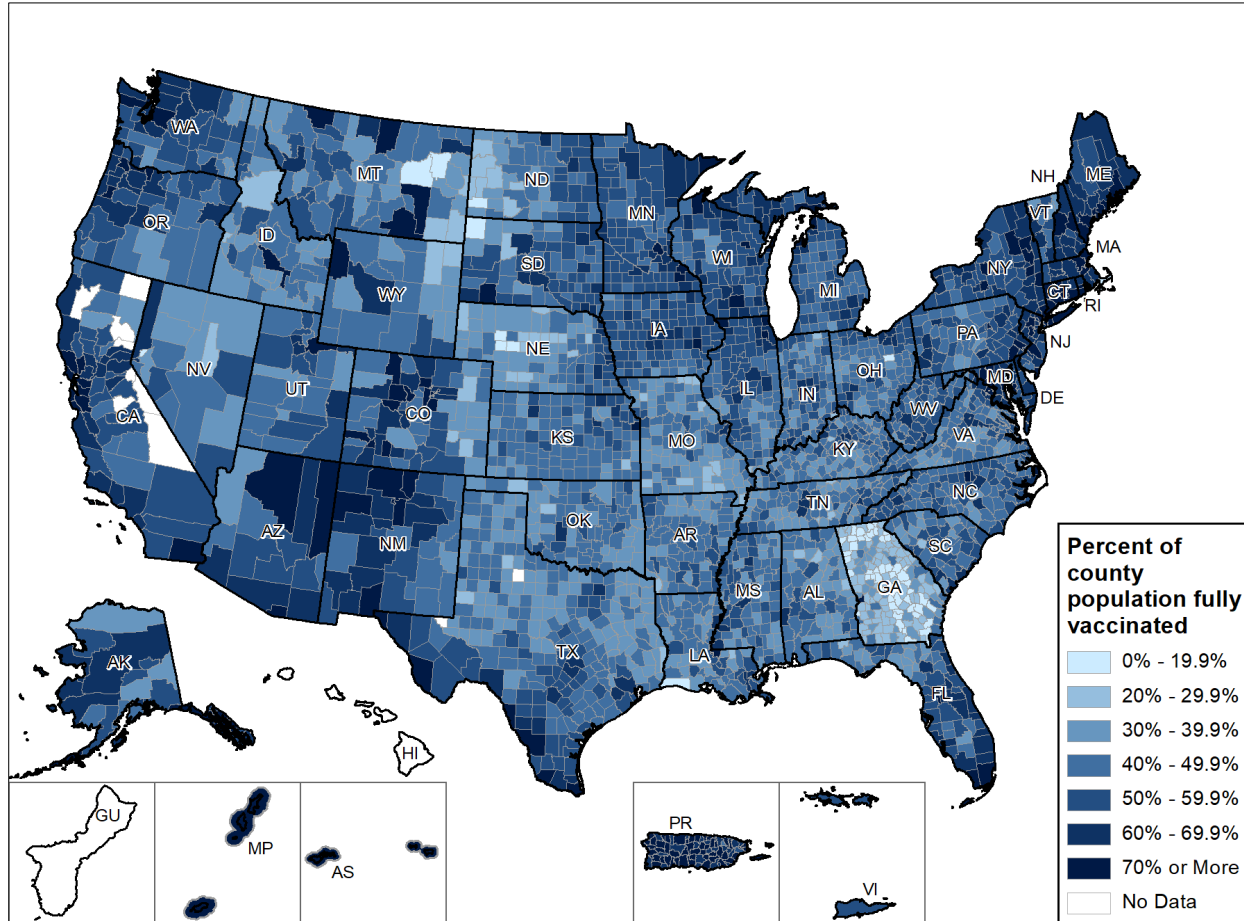 WA
MT
ND
MN
OR
ID
SD
WI
WY
MI
NH
ME
VT
NY
MA
CT
RI
IA
NE
PA
NJ
NV
UT
CO
IL
IN
OH
MD
DE
WV
CA
KS
MO
KY
VA
AZ
NM
OK
AR
TN
NC
SC
MS
AL
GA
TX
LA
FL
AK
HI
GU
MP
AS
PR
VI
Percent of
county
population fully
vaccinated
0% - 19.9%
20% - 29.9%
30% - 39.9%
40% - 49.9%
50% - 59.9%
60% - 69.9%
70% or More
No Data